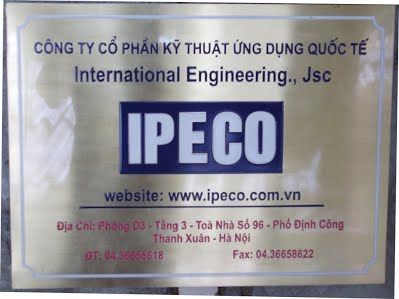 CÔNG TY CỔ PHẦN KỸ THUẬT ỨNG DỤNG QUỐC TẾ
International Engineering., Jsc
IPECO
website: www.ipeco.com.vn
Địa Chỉ: Phòng D3 - Tầng 3 - Toà Nhà Số 96 - Phố Định Công
Thanh Xuân - Hà Nội
ĐT: 04.36658618 Fax: 04.36658622